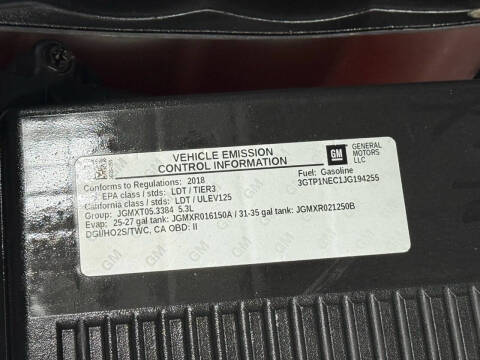 VEHICLE EMISSION
CONTROL INFORMATION
GM
GENERAL
MOTORS
LLC
Conforms to Regulations: 2018
Fuel: Gasoline
EPA class / stds: LDT / TIER3
3GTP1NEC1JG194255
California class / stds: LDT / ULEV125
Group: JGMXT05.3384 5.3L
Evap: 25-27 gal tank: JGMXR016150A / 31-35 gal tank: JGMXR021250B
DGI/HO2S/TWC, CA OBD: II